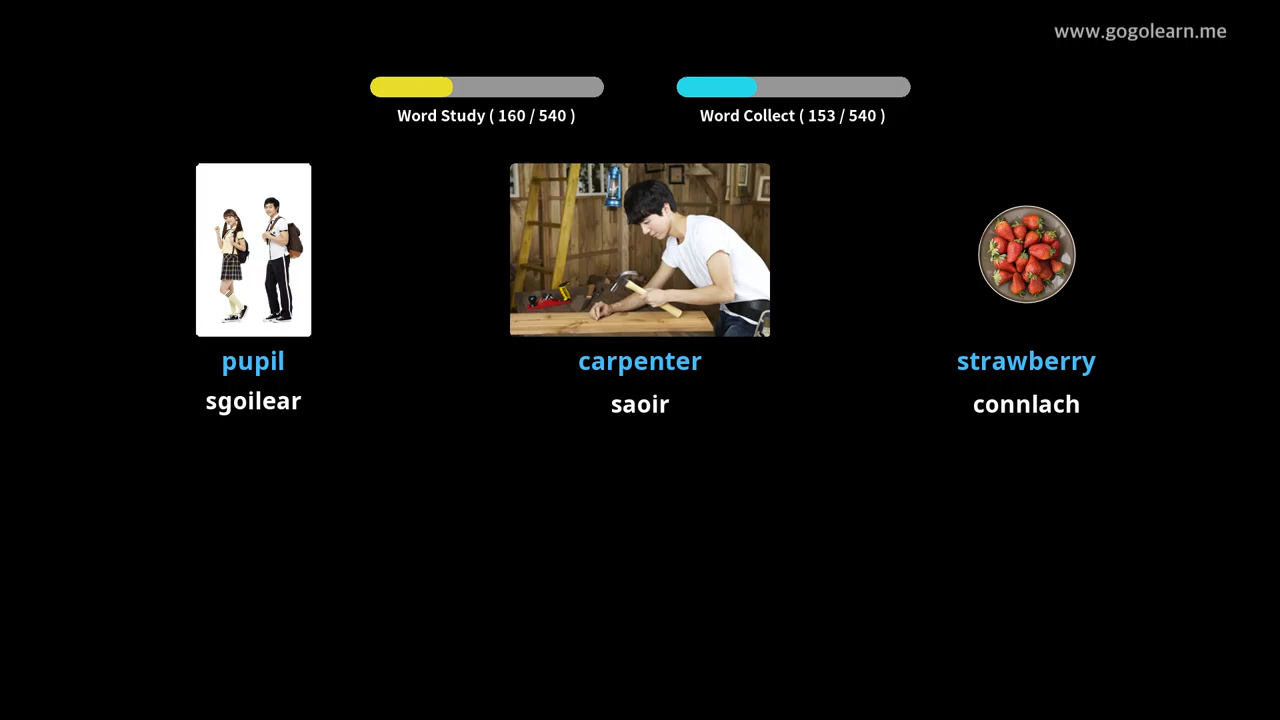 www.gogolearn.me
Word Study ( 160 / 540 )
Word Collect ( 153 / 540 )
pupil
sgoilear
carpenter
saoir
strawberry
connlach